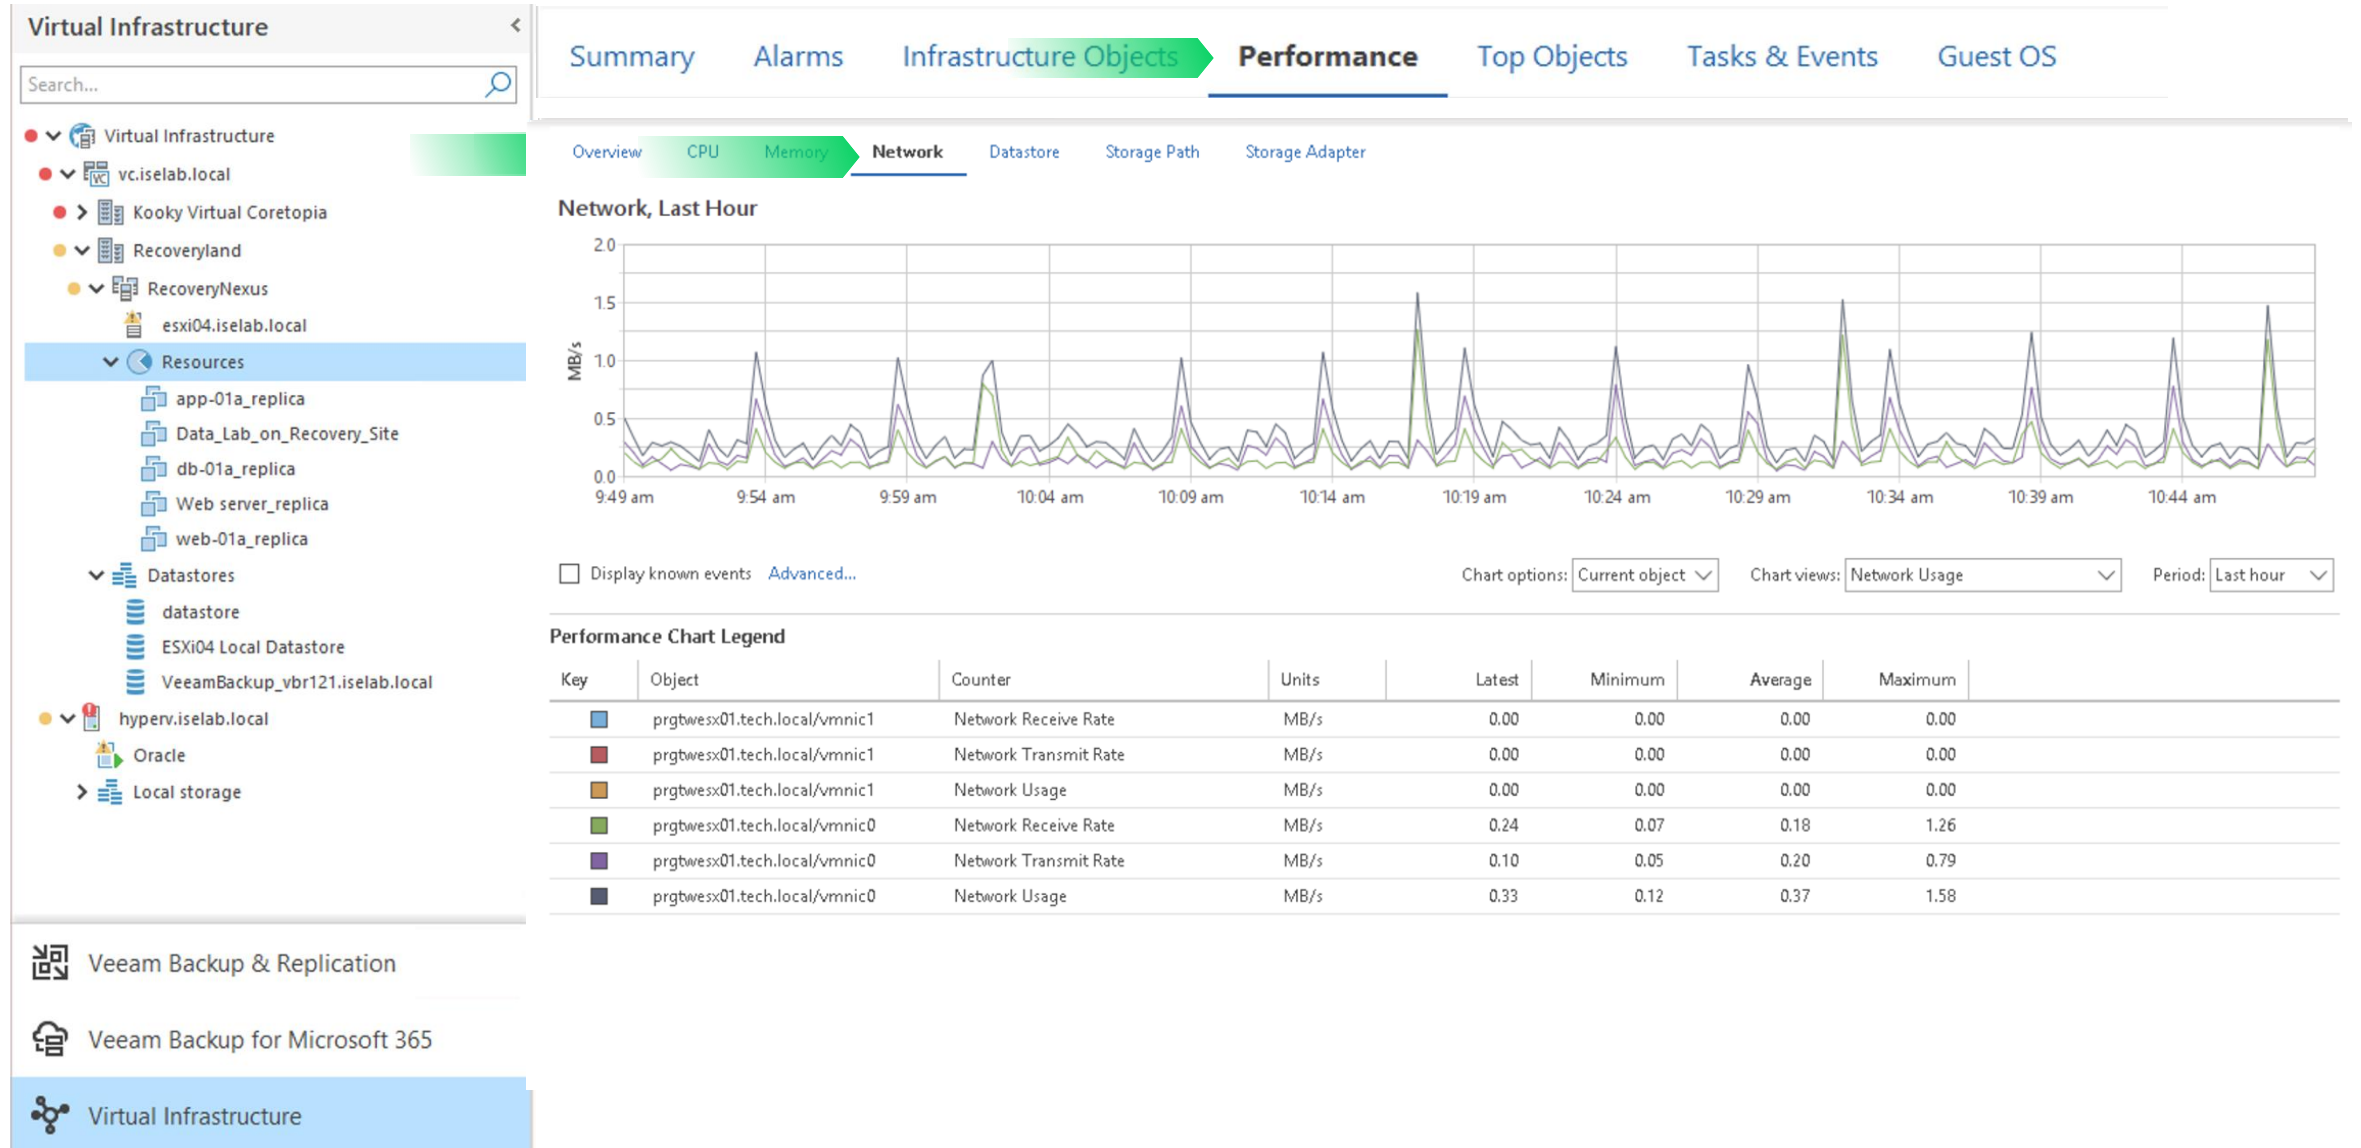 Virtual Infrastructure
Search...
Virtual Infrastructure
vc.iselab.local
Kooky Virtual Coretopia
Recoveryland
RecoveryNexus
esxi04.iselab.local
Resources
app-01a_replica
Data_Lab_on_Recovery_Site
db-01a_replica
Web server_replica
web-01a_replica
Datastores
datastore
ESXi04 Local Datastore
VeeamBackup_vbr121.iselab.local
hyperv.iselab.local
Oracle
Local storage
Veeam Backup & Replication
Veeam Backup for Microsoft 365
Virtual Infrastructure
Summary Alarms Infrastructure Objects Performance Top Objects Tasks & Events Guest OS
Overview CPU Memory Network Datastore Storage Path Storage Adapter
Network, Last Hour
MB/s
2.0
1.5
1.0
0.5
0.0
9:49 am 9:54 am 9:59 am 10:04 am 10:09 am 10:14 am 10:19 am 10:24 am 10:29 am 10:34 am 10:39 am 10:44 am
Display known events Advanced... Chart options: Current object Chart views: Network Usage Period: Last hour
Performance Chart Legend
Key Object Counter Units Latest Minimum Average Maximum
prgtwesx01.tech.local/vmnic1 Network Receive Rate MB/s 0.00 0.00 0.00 0.00
prgtwesx01.tech.local/vmnic1 Network Transmit Rate MB/s 0.00 0.00 0.00 0.00
prgtwesx01.tech.local/vmnic1 Network Usage MB/s 0.00 0.00 0.00 0.00
prgtwesx01.tech.local/vmnic0 Network Receive Rate MB/s 0.24 0.07 0.18 1.26
prgtwesx01.tech.local/vmnic0 Network Transmit Rate MB/s 0.10 0.05 0.20 0.79
prgtwesx01.tech.local/vmnic0 Network Usage MB/s 0.33 0.12 0.37 1.58